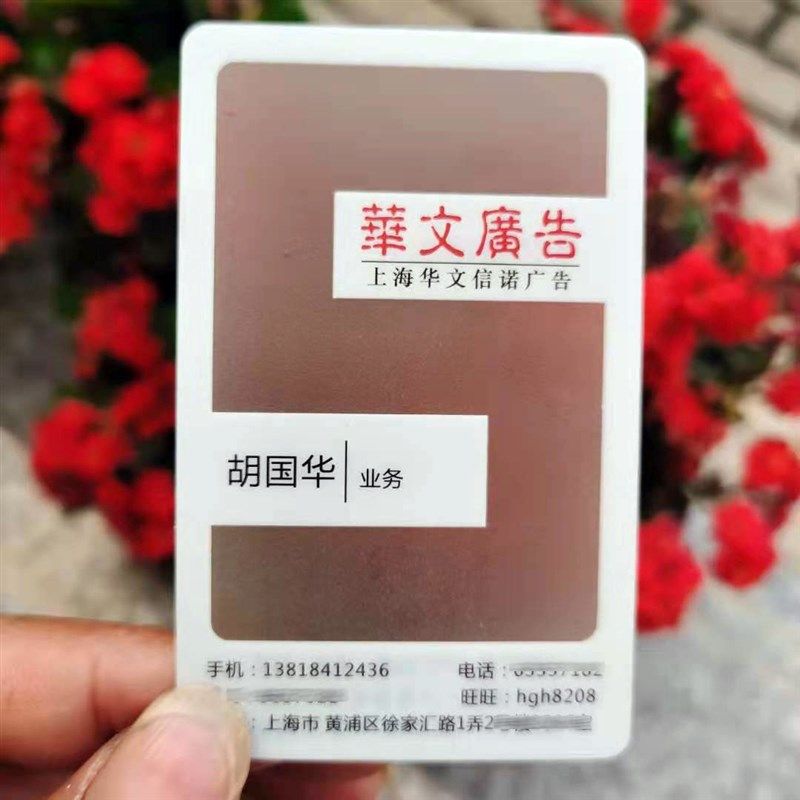 華文廣告
上海华文信诺广告
胡国华 业务
手机：13818412436 电话：
旺旺：hgh8208
上海市 黄浦区徐家汇路1弄2